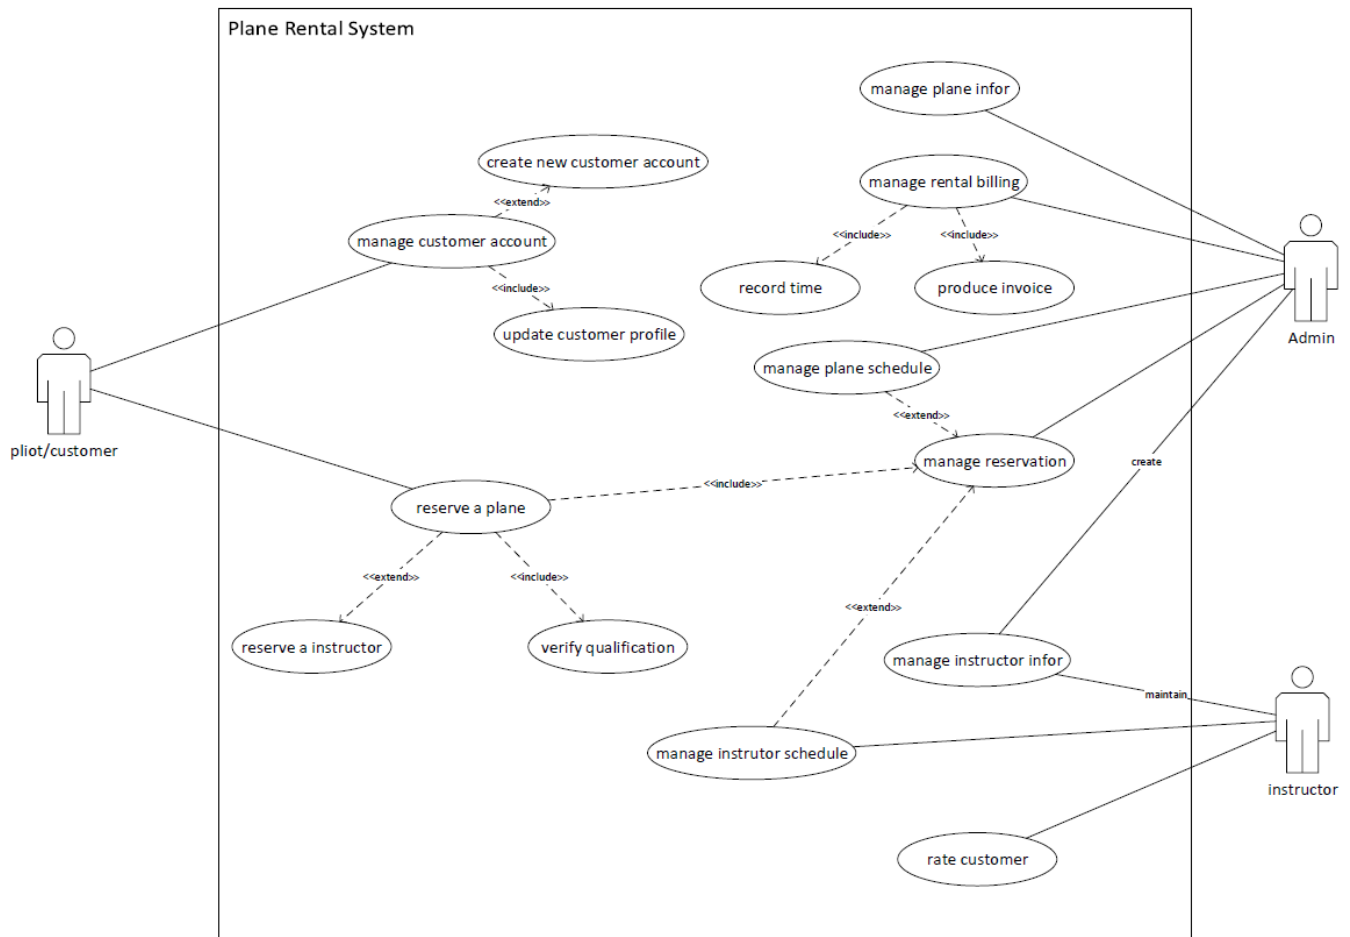 Plane Rental System
manage plane infor
create new customer account
manage rental billing
<<extend>>
manage customer account
<<include>>
<<include>>
<<include>>
record time
produce invoice
update customer profile
Admin
manage plane schedule
<<extend>>
pliot/customer
manage reservation
create
<<include>>
reserve a plane
<<extend>>
<<include>>
<<extend>>
reserve a instructor
verify qualification
manage instructor infor
maintain
manage instrutor schedule
instructor
rate customer